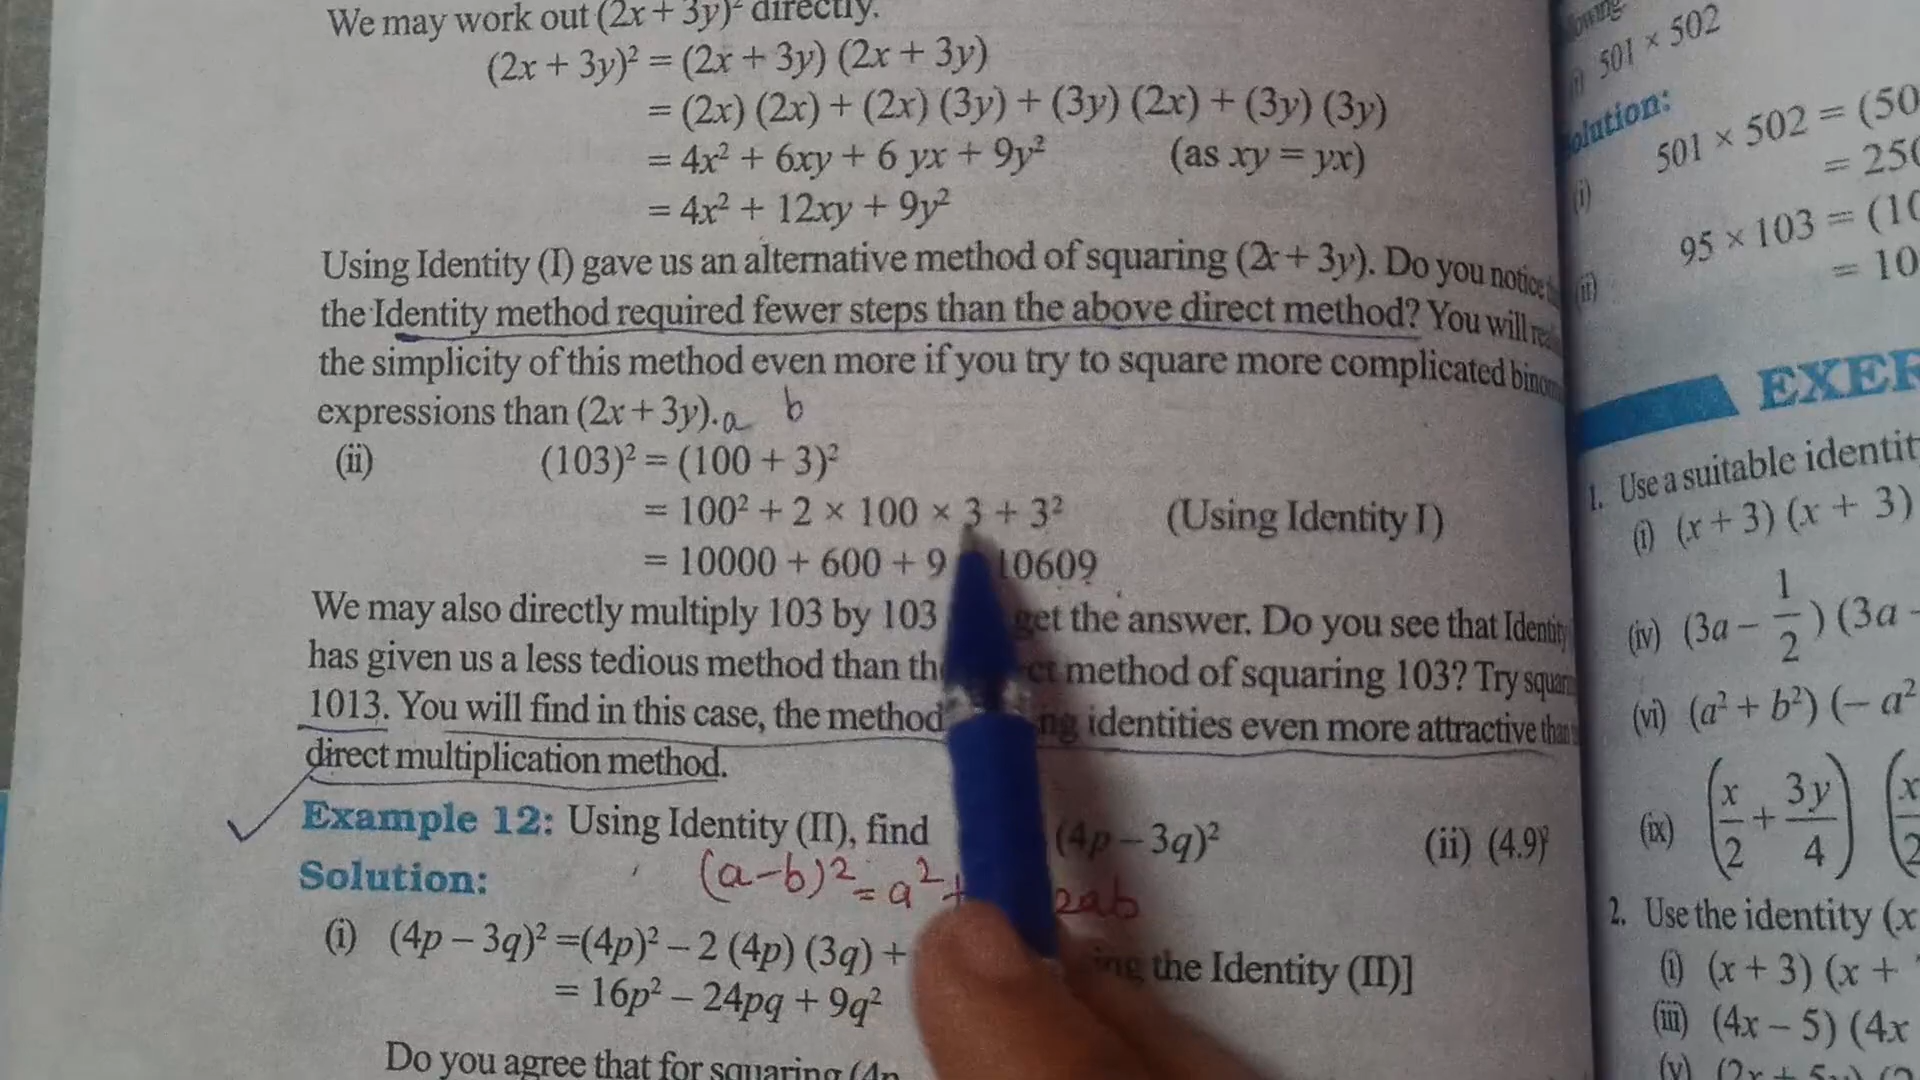 We may work out (2x + 3y)² directly.
(2x + 3y)² = (2x + 3y) (2x + 3y)
= (2x) (2x) + (2x) (3y) + (3y) (2x) + (3y) (3y)
= 4x² + 6xy + 6 yx + 9y² (as xy = yx)
= 4x² + 12xy + 9y²
Using Identity (I) gave us an alternative method of squaring (2x + 3y). Do you notice
the Identity method required fewer steps than the above direct method? You will
the simplicity of this method even more if you try to square more complicated
expressions than (2x + 3y).
a b
(ii) (103)² = (100 + 3)²
= 100² + 2 × 100 × 3 + 3² (Using Identity I)
= 10000 + 600 + 9 10609
We may also directly multiply 103 by 103 get the answer. Do you see that Identity
has given us a less tedious method than method of squaring 103? Try
1013. You will find in this case, the method identities even more attractive than
direct multiplication method.
Example 12: Using Identity (II), find (4p – 3q)² (ii) (4.9)²
Solution:
(a-b)² = a² + 2ab
(i) (4p – 3q)² =(4p)² – 2 (4p) (3q) + the Identity (II)]
= 16p² – 24pq + 9q²
Do you agree that for squaring (4p
501 × 502
Solution:
(i) 501 × 502 = (50
= 250
(ii) 95 × 103 = (10
= 10
EXER
1. Use a suitable identit
(i) (x + 3) (x + 3)
(iv) (3a – 1/2) (3a -
(vi) (a² + b²) (– a²
(ix) (x/2 + 3y/4) (x/2
2. Use the identity (x
(i) (x + 3) (x +
(iii) (4x – 5) (4x
(v) (2x + 5y) (2